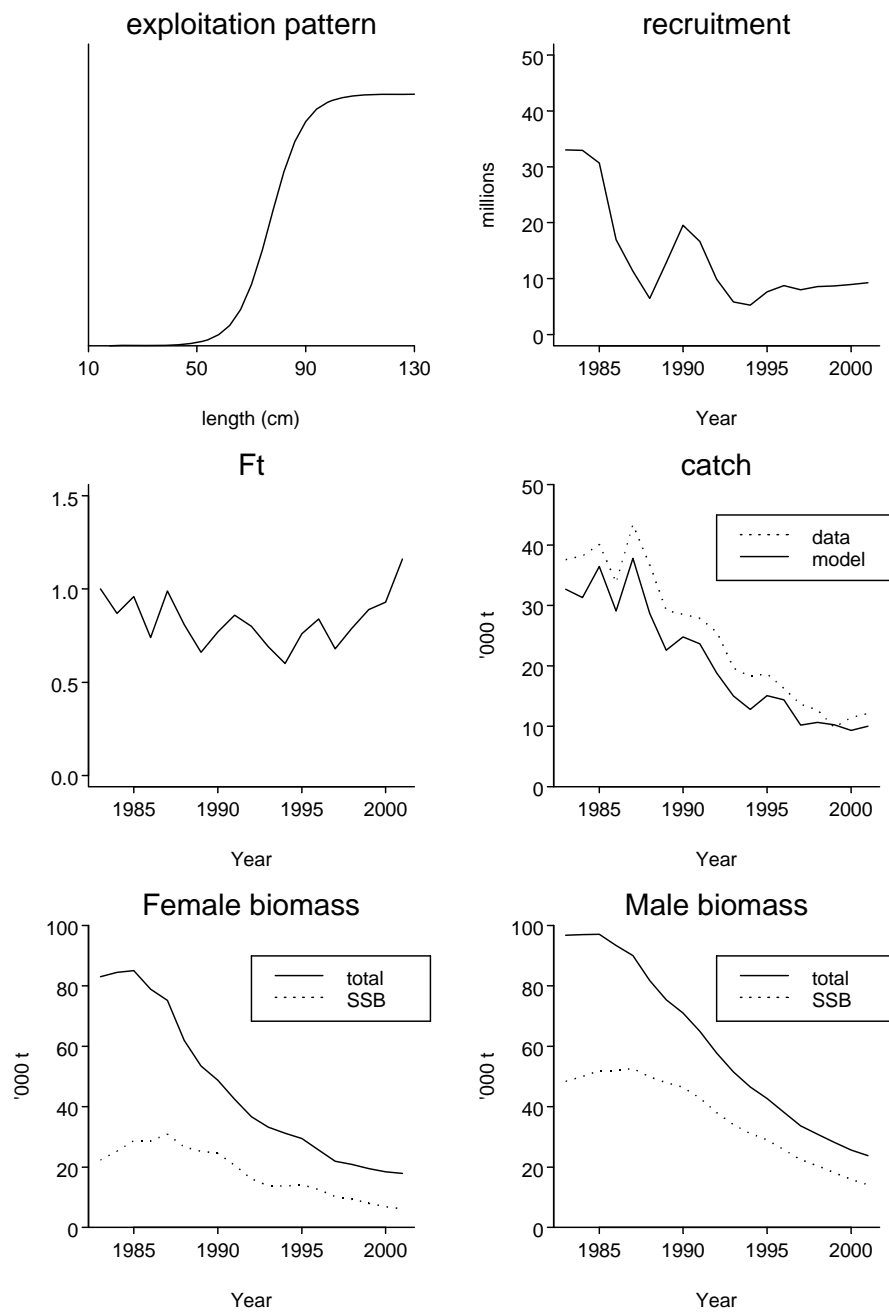 exploitation pattern
10
50
90
130
length (cm)
recruitment
50
40
30
20
10
0
millions
1985
1990
1995
2000
Year
Ft
1.5
1.0
0.5
0.0
1985
1990
1995
2000
Year
catch
50
40
30
20
10
0
'000 t
data
model
1985
1990
1995
2000
Year
Female biomass
100
80
60
40
20
0
'000 t
total
SSB
1985
1990
1995
2000
Year
Male biomass
100
80
60
40
20
0
'000 t
total
SSB
1985
1990
1995
2000
Year